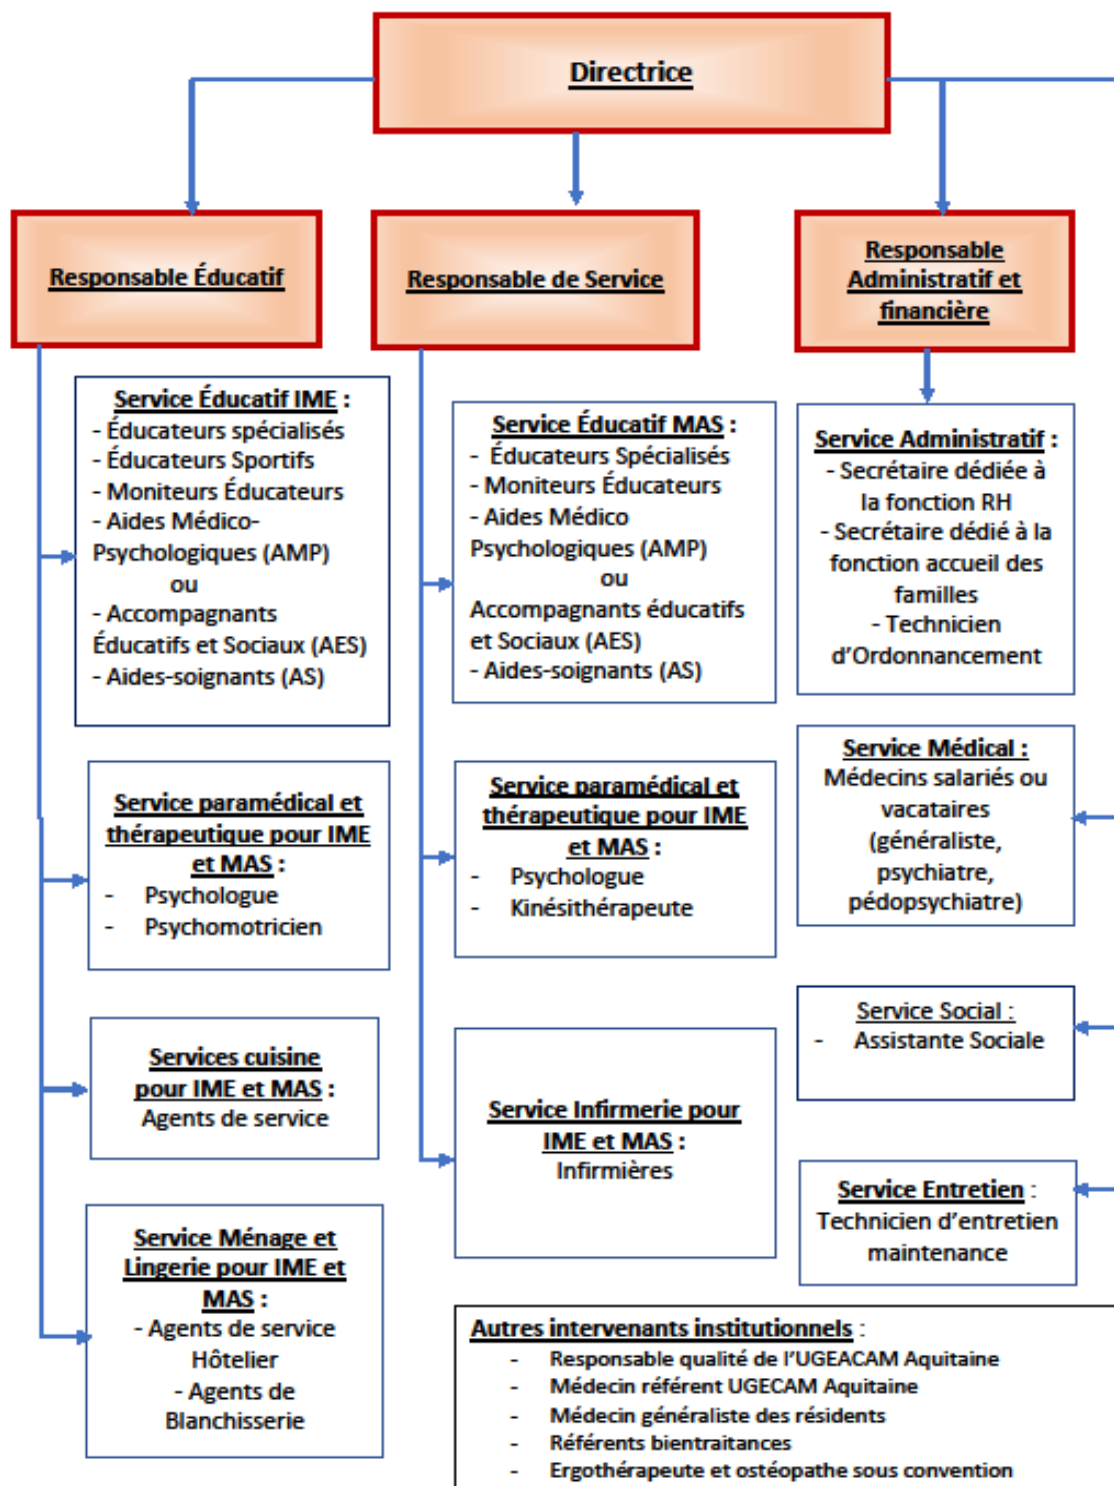 Directrice
Responsable Éducatif
Responsable de Service
Responsable
Administratif et
financière
Service Éducatif IME :
- Éducateurs spécialisés
- Éducateurs Sportifs
- Moniteurs Éducateurs
- Aides Médico-
Psychologiques (AMP)
ou
- Accompagnants
Éducatifs et Sociaux (AES)
- Aides-soignants (AS)
Service paramédical et
thérapeutique pour IME
et MAS :
- Psychologue
- Psychomotricien
Services cuisine
pour IME et MAS :
Agents de service
Service Ménage et
Lingerie pour IME et
MAS :
- Agents de service
Hôtelier
- Agents de
Blanchisserie
Service Éducatif MAS :
- Éducateurs Spécialisés
- Moniteurs Éducateurs
- Aides Médico
Psychologiques (AMP)
ou
Accompagnants éducatifs
et Sociaux (AES)
- Aides-soignants (AS)
Service paramédical et
thérapeutique pour IME
et MAS :
- Psychologue
- Kinésithérapeute
Service Infirmerie pour
IME et MAS :
Infirmières
Service Administratif :
- Secrétaire dédiée à
la fonction RH
- Secrétaire dédié à la
fonction accueil des
familles
- Technicien
d'Ordonnancement
Service Médical :
Médecins salariés ou
vacataires
(généraliste,
psychiatre,
pédopsychiatre)
Service Social :
- Assistante Sociale
Service Entretien :
Technicien d'entretien
maintenance
Autres intervenants institutionnels :
- Responsable qualité de l'UGEACAM Aquitaine
- Médecin référent UGECAM Aquitaine
- Médecin généraliste des résidents
- Référents bientraitances
- Ergothérapeute et ostéopathe sous convention